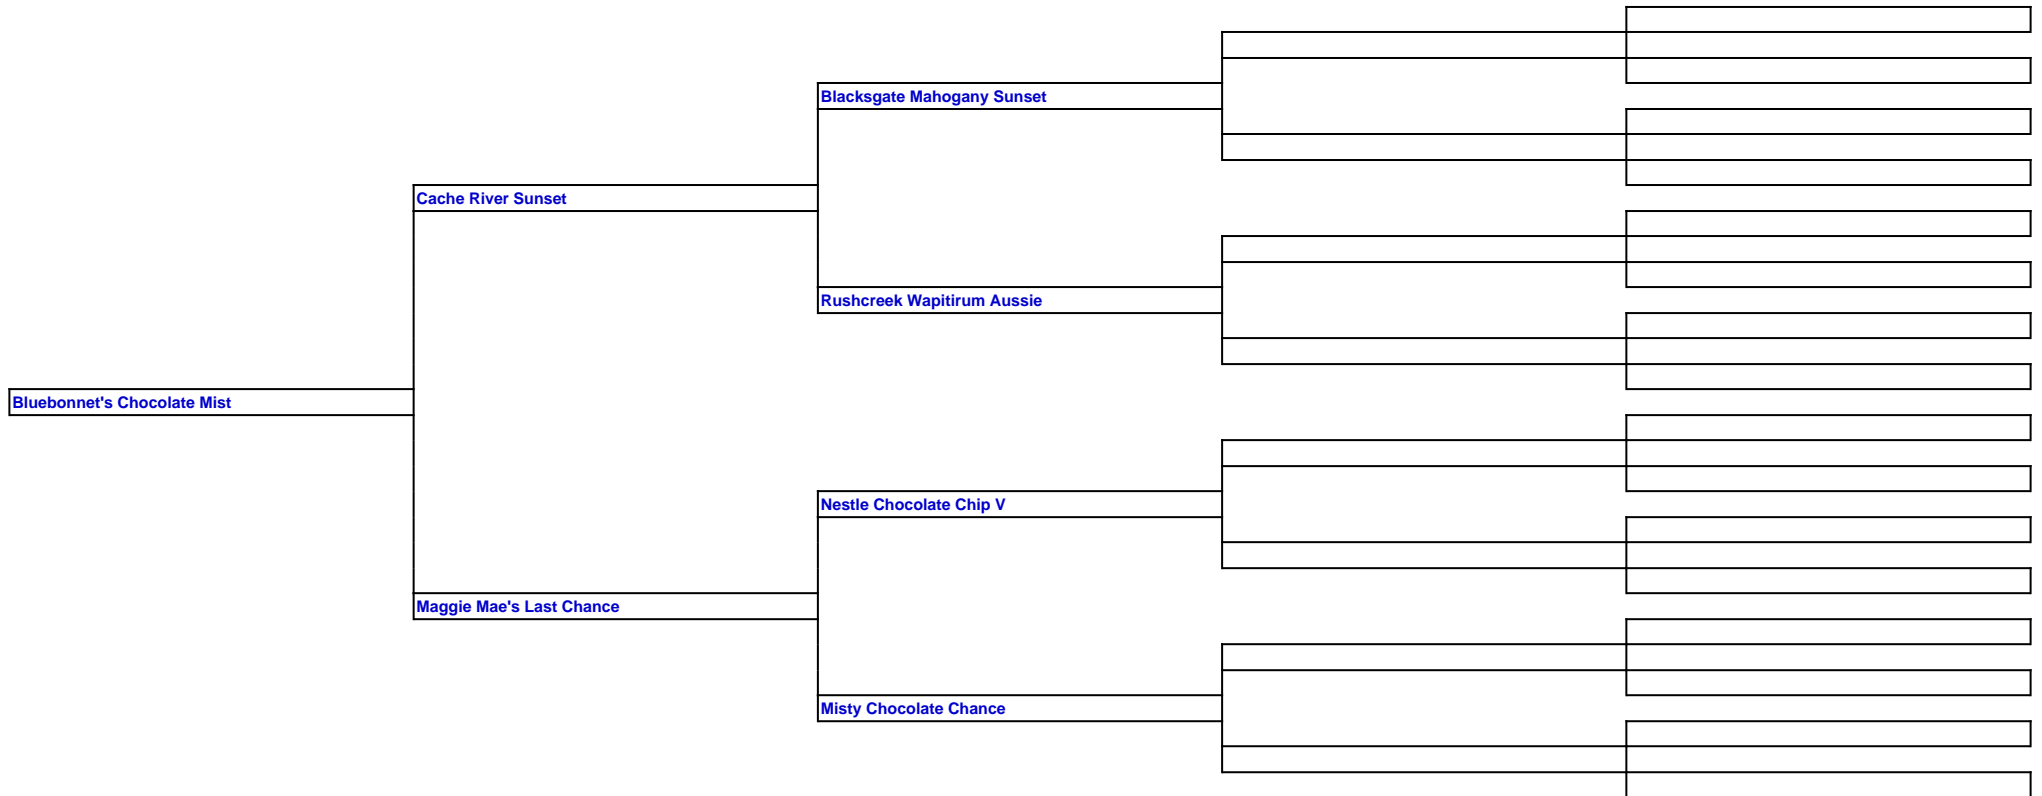 Blacksgate Mahogany Sunset
Cache River Sunset
Rushcreek Wapitirum Aussie
Bluebonnet's Chocolate Mist
Nestle Chocolate Chip V
Maggie Mae's Last Chance
Misty Chocolate Chance